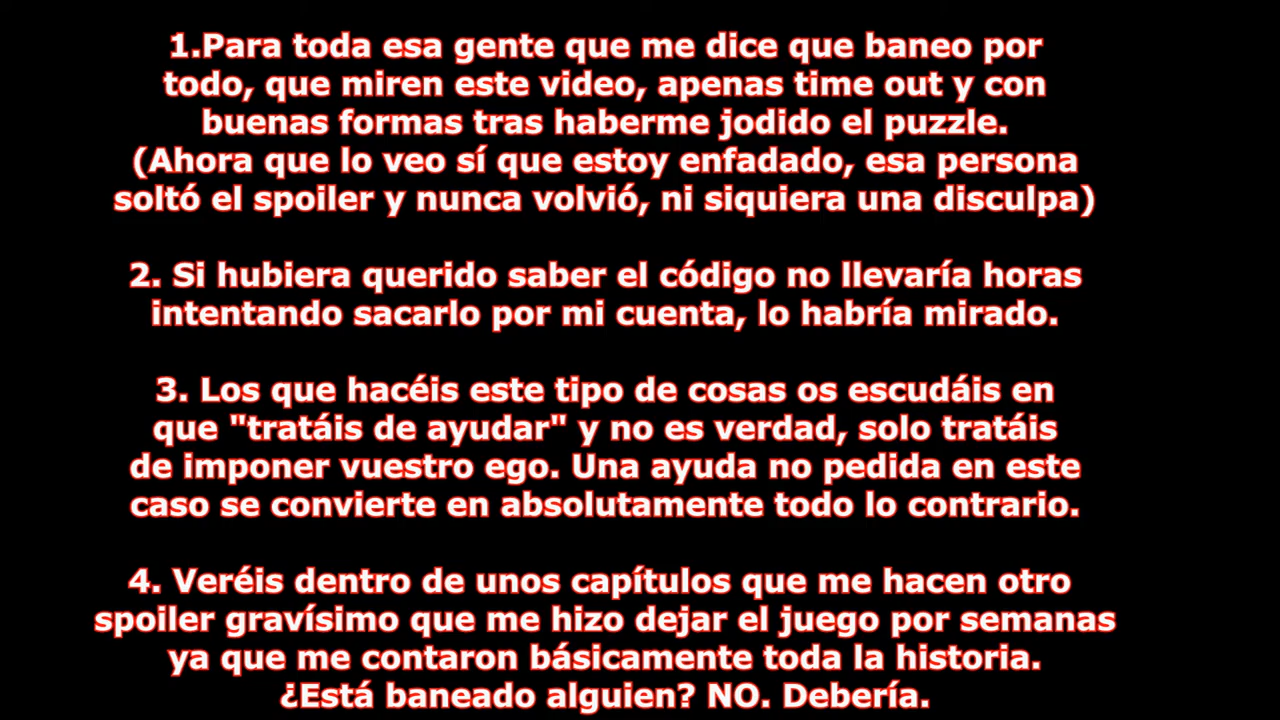 1.Para toda esa gente que me dice que baneo por
todo, que miren este video, apenas time out y con
buenas formas tras haberme jodido el puzzle.
(Ahora que lo veo sí que estoy enfadado, esa persona
soltó el spoiler y nunca volvió, ni siquiera una disculpa)
2. Si hubiera querido saber el código no llevaría horas
intentando sacarlo por mi cuenta, lo habría mirado.
3. Los que hacéis este tipo de cosas os escudáis en
que "tratáis de ayudar" y no es verdad, solo tratáis
de imponer vuestro ego. Una ayuda no pedida en este
caso se convierte en absolutamente todo lo contrario.
4. Veréis dentro de unos capítulos que me hacen otro
spoiler gravísimo que me hizo dejar el juego por semanas
ya que me contaron básicamente toda la historia.
¿Está baneado alguien? NO. Debería.